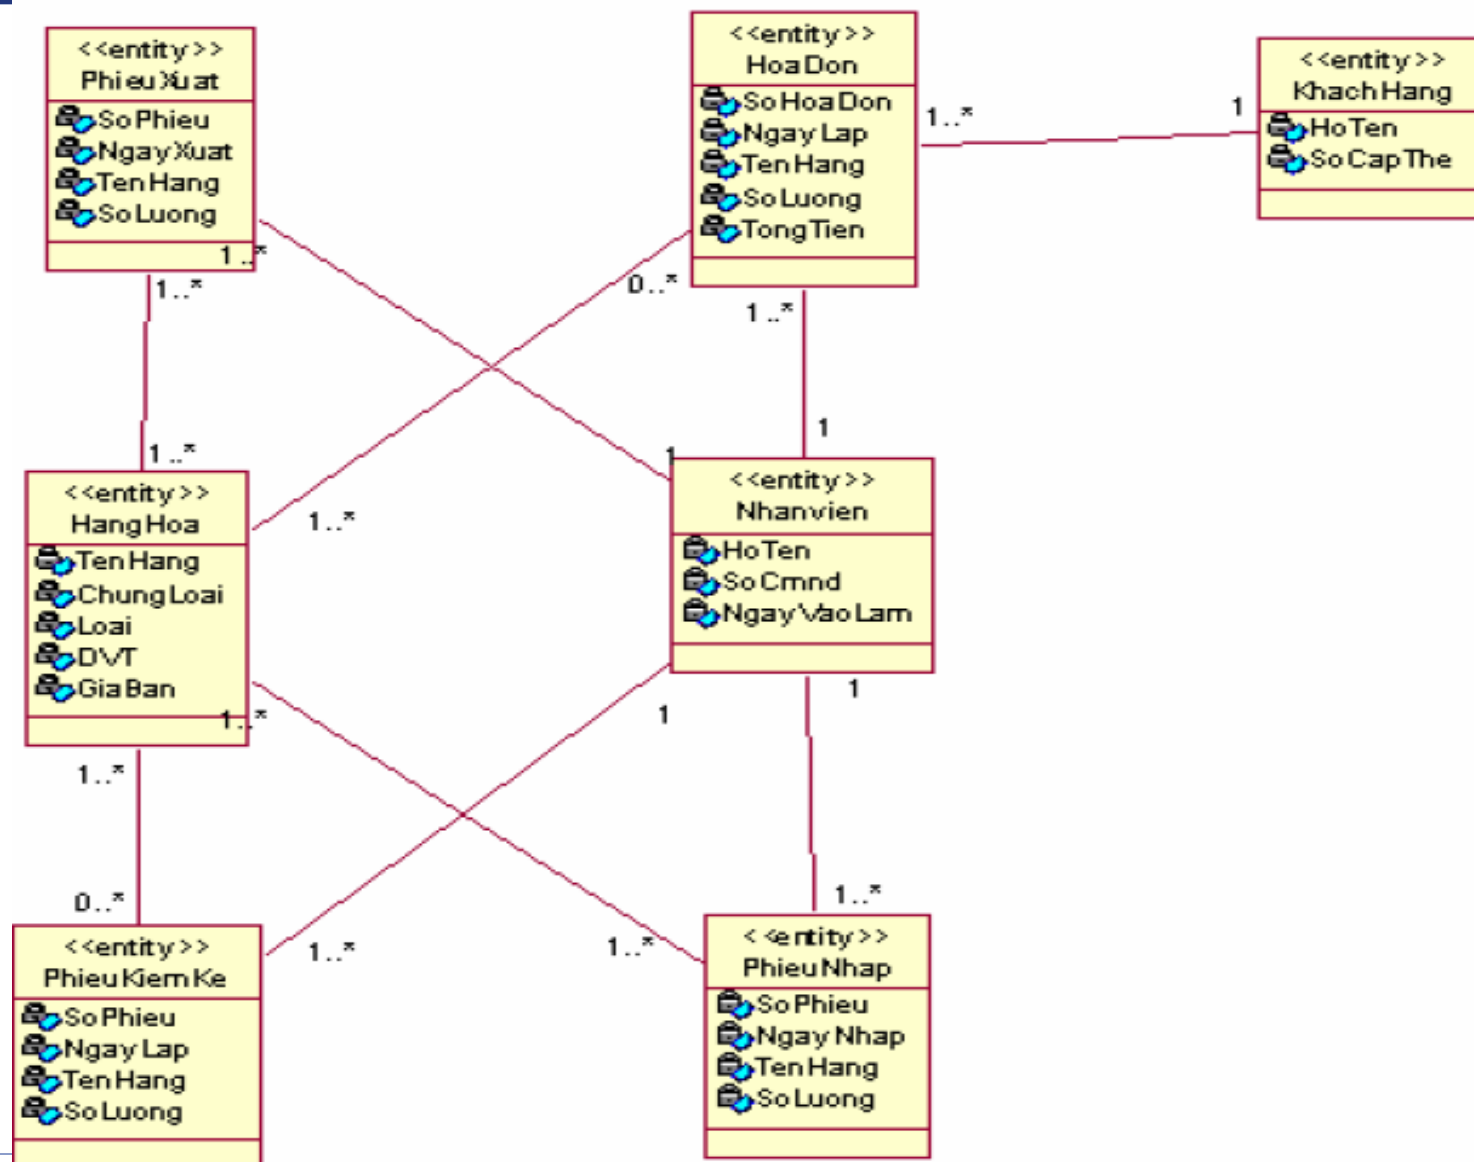 <<entity>>
PhieuXuat
SoPhieu
NgayXuat
TenHang
SoLuong
1..*
1..*
<<entity>>
HoaDon
SoHoaDon
NgayLap
TenHang
SoLuong
TongTien
1..*
1
0..*
1..*
<<entity>>
KhachHang
HoTen
SoCapThe
1..*
1..*
1
1
<<entity>>
HangHoa
TenHang
ChungLoai
Loai
DVT
GiaBan
1..*
1..*
<<entity>>
Nhanvien
HoTen
SoCmnd
NgayVaoLam
1
1
0..*
1..*
1..*
1..*
<<entity>>
PhieuKiemKe
SoPhieu
NgayLap
TenHang
SoLuong
<<entity>>
PhieuNhap
SoPhieu
NgayNhap
TenHang
SoLuong